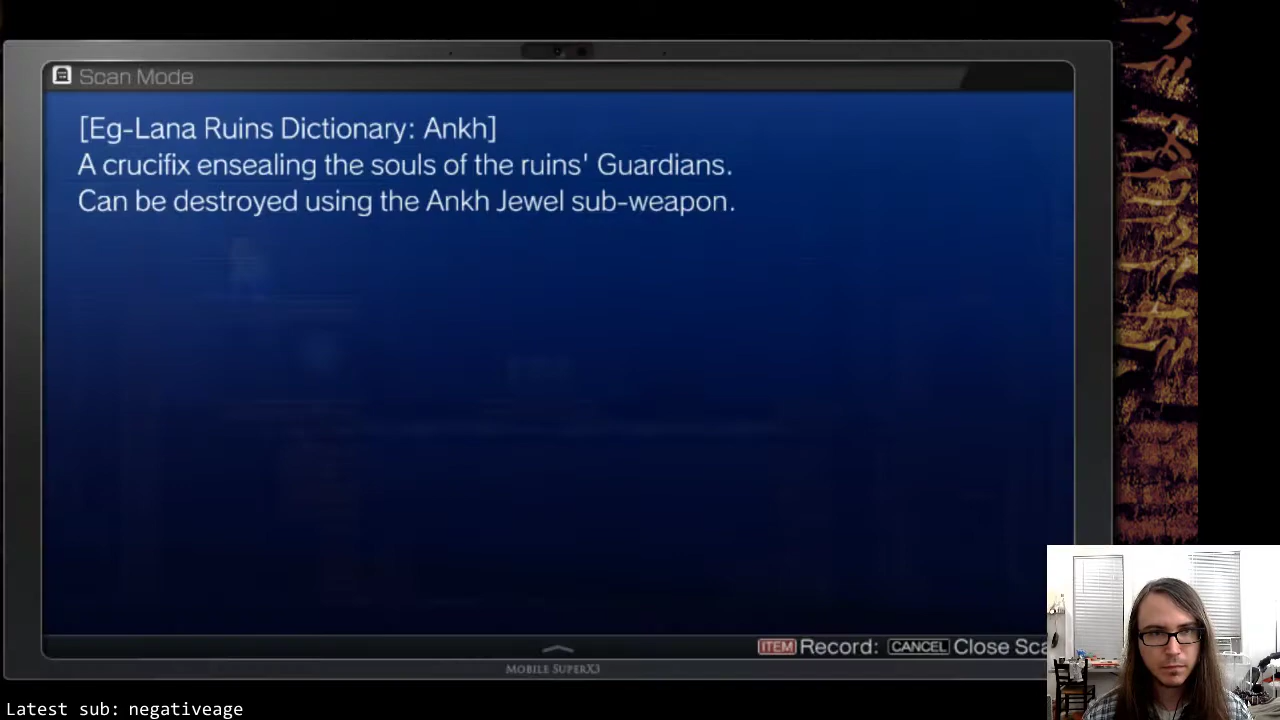 Scan Mode
[Eg-Lana Ruins Dictionary: Ankh]
A crucifix ensealing the souls of the ruins' Guardians.
Can be destroyed using the Ankh Jewel sub-weapon.
ITEM Record: CANCEL Close Sca
MOBILE SUPERX3
Latest sub: negativeage